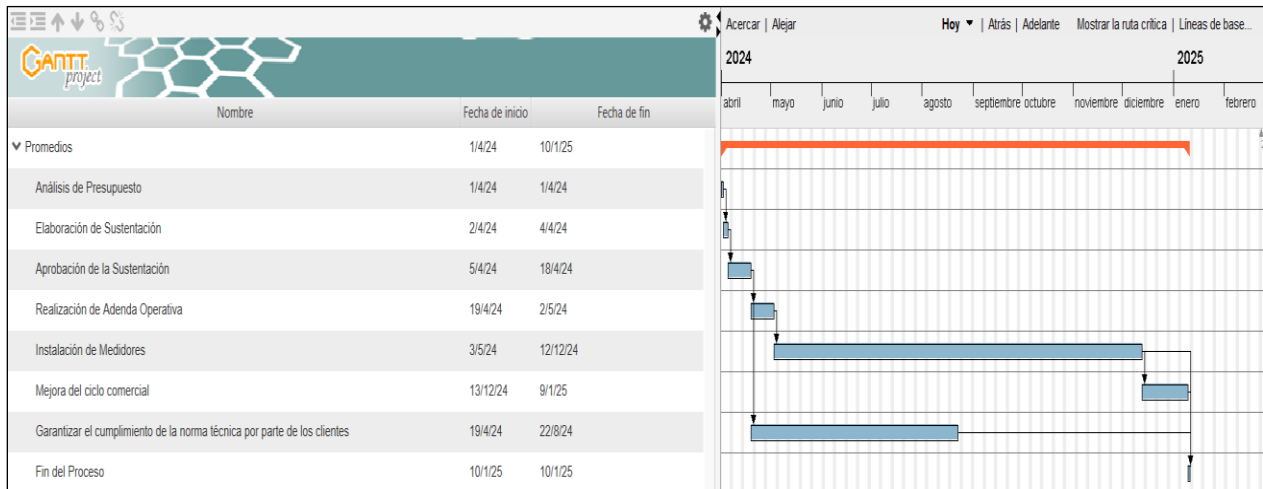 Acercar | Alejar Hoy | Atrás | Adelante Mostrar la ruta crítica | Líneas de base...
GANTT
project
2024 2025
abril mayo junio julio agosto septiembre octubre noviembre diciembre enero febrero
Nombre Fecha de inicio Fecha de fin
Promedios 1/4/24 10/1/25
Análisis de Presupuesto 1/4/24 1/4/24
Elaboración de Sustentación 2/4/24 4/4/24
Aprobación de la Sustentación 5/4/24 18/4/24
Realización de Adenda Operativa 19/4/24 2/5/24
Instalación de Medidores 3/5/24 12/12/24
Mejora del ciclo comercial 13/12/24 9/1/25
Garantizar el cumplimiento de la norma técnica por parte de los clientes 19/4/24 22/8/24
Fin del Proceso 10/1/25 10/1/25